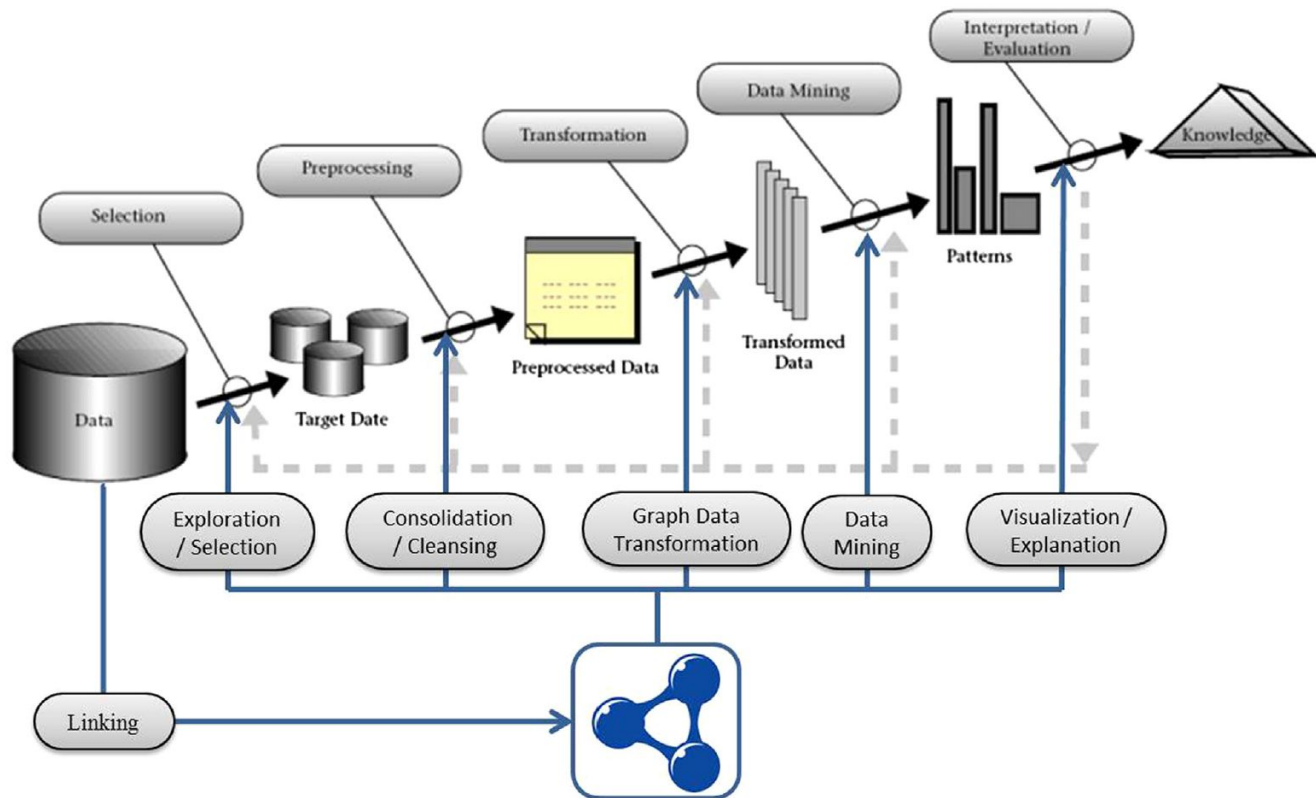 Interpretation /
Evaluation
Data Mining
Transformation
Preprocessing
Selection
Knowledge
Patterns
Transformed
Data
Preprocessed Data
Target Date
Data
Exploration
/ Selection
Consolidation
/ Cleansing
Graph Data
Transformation
Data
Mining
Visualization /
Explanation
Linking